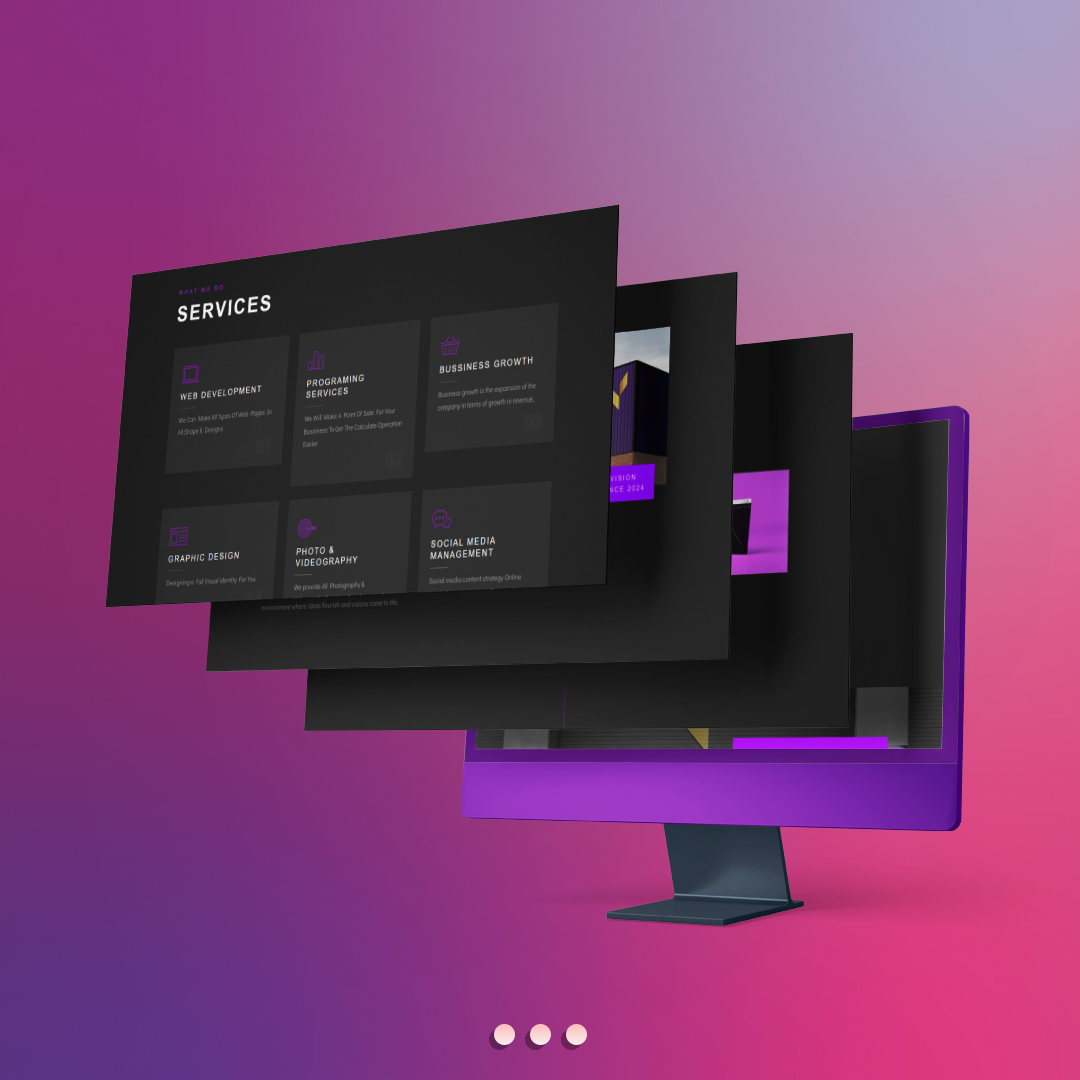 WHAT WE DO
SERVICES
WEB DEVELOPMENT
We Can Make All Types Of Web Pages In
All Shape & Designs
01
PROGRAMING
SERVICES
We Will Make A Point Of Sale For Your
Bussiness To Get The Calculate Operation
Easier
02
BUSSINESS GROWTH
Business growth is the expansion of the
company in terms of growth in revenue,
03
GRAPHIC DESIGN
Designing a Full Visual Identity For You
PHOTO &
VIDEOGRAPHY
We provide All Photography &
SOCIAL MEDIA
MANAGEMENT
Social media content strategy Online
VISION
NCE 2024
environment where ideas flourish and visions come to life.